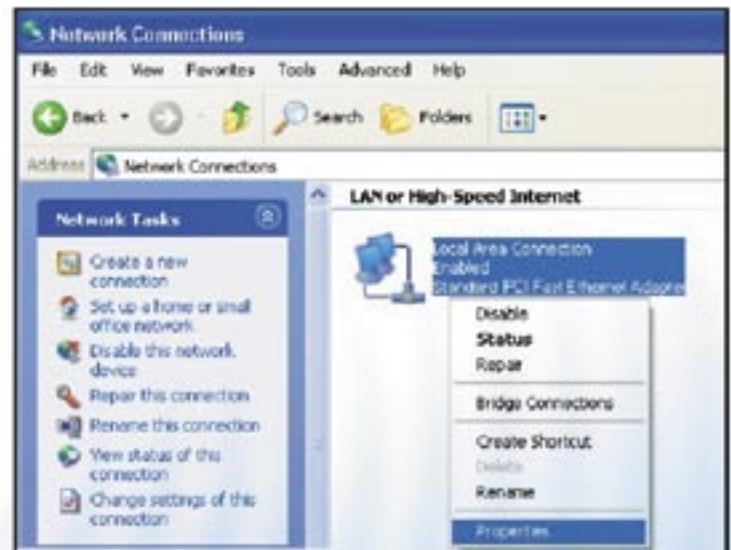 Network Connections
File Edit View Favorites Tools Advanced Help
Back Search Folders
Address Network Connections
Network Tasks
Create a new
connection
Set up a home or small
office network
Disable this network
device
Repair this connection
Rename this connection
View status of this
connection
Change settings of this
connection
LAN or High-Speed Internet
Local Area Connection
Enabled
Standard PCI Fast Ethernet Adapter
Disable
Status
Repair
Bridge Connections
Create Shortcut
Delete
Rename
Properties